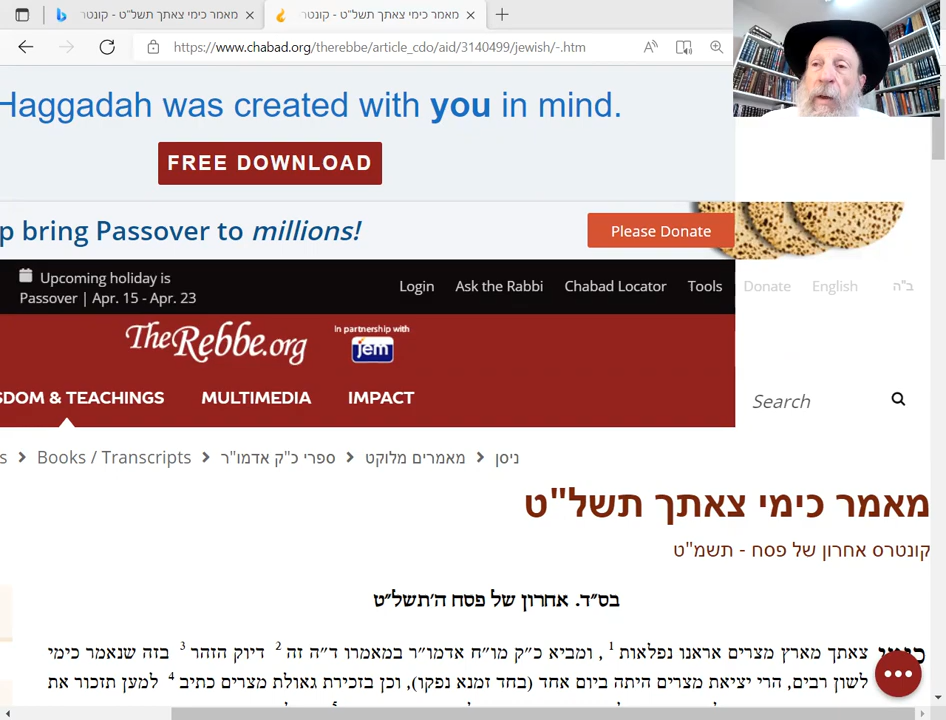 מאמר כימי צאתך תשל"ט - קונטר
מאמר כימי צאתך תשל"ט - קונטר
https://www.chabad.org/therebbe/article_cdo/aid/3140499/jewish/-.htm
Haggadah was created with you in mind.
FREE DOWNLOAD
p bring Passover to millions!
Please Donate
Upcoming holiday is
Passover | Apr. 15 - Apr. 23
Login Ask the Rabbi Chabad Locator Tools Donate English ב"ה
TheRebbe.org
In partnership with
jem
SDOM & TEACHINGS MULTIMEDIA IMPACT
Search
s > Books / Transcripts > ספרי כ"ק אדמו"ר > מאמרים מלוקט > ניסן
מאמר כימי צאתך תשל"ט
קונטרס אחרון של פסח - תשמ"ט
בס״ד. אחרון של פסח ה׳תשל״ט
כימי צאתך מארץ מצרים אראנו נפלאות 1, ומביא כ״ק מו״ח אדמור במאמרו ד״ה זה 2 דיוק הזהר 3 בזה שנאמר כימי
לשון רבים, הרי יציאת מצרים היתה ביום אחד (בחד זמנא נפקו), וכן בזכירת גאולת מצרים כתיב 4 למען תזכור את